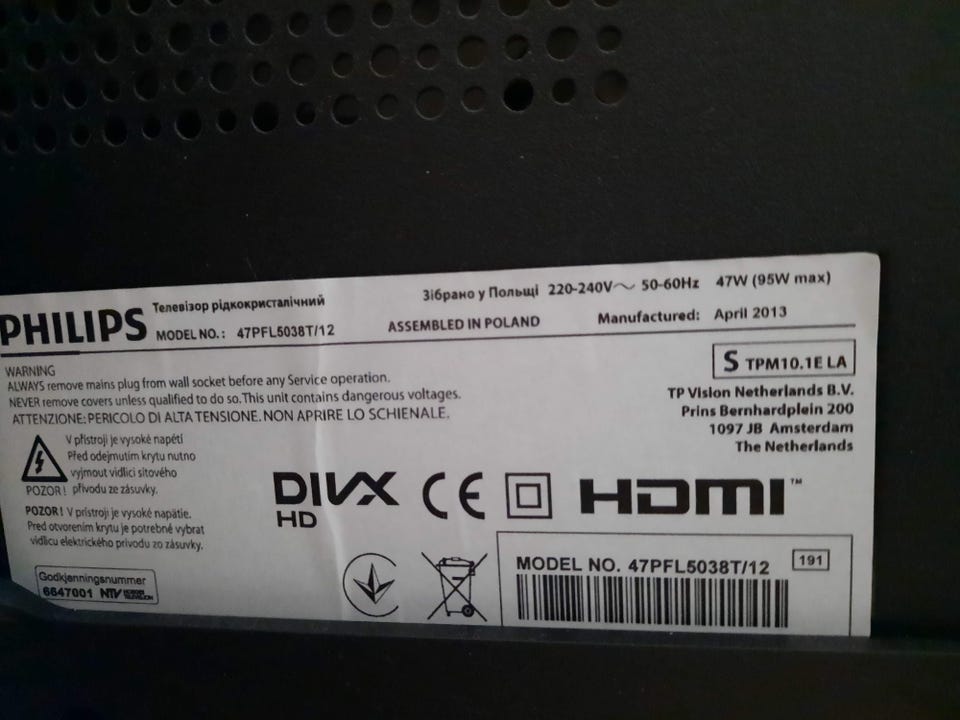 PHILIPS
Телевізор рідкокристалічний
MODEL NO.: 47PFL5038T/12
Зібрано у Польщі 220-240V~ 50-60Hz 47W (95W max)
ASSEMBLED IN POLAND Manufactured: April 2013
S TPM10.1E LA
TP Vision Netherlands B.V.
Prins Bernhardplein 200
1097 JB Amsterdam
The Netherlands
WARNING
ALWAYS remove mains plug from wall socket before any Service operation.
NEVER remove covers unless qualified to do so. This unit contains dangerous voltages.
ATTENZIONE: PERICOLO DI ALTA TENSIONE. NON APRIRE LO SCHIENALE.
V přístroji je vysoké napětí
Před odejmutím krytu nutno
vyjmout vidlici síťového
POZOR! přívodu ze zásuvky.
POZOR! V prístroji je vysoké napätie.
Pred otvorením krytu je potrebné vybrat
vidlicu elektrického prívodu zo zásuvky.
DIVX
HD
CE
HDMI™
Godkjenningsnummer
6647001 NTV
MODEL NO. 47PFL5038T/12
191